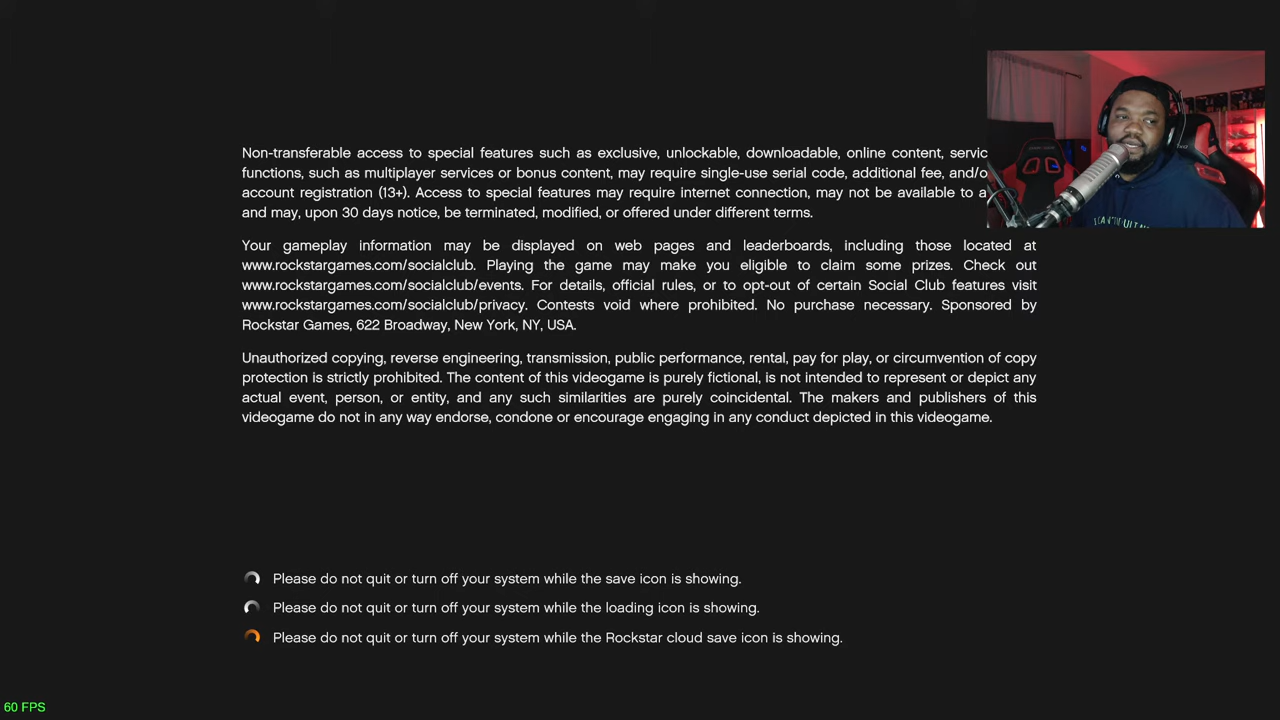 Non-transferable access to special features such as exclusive, unlockable, downloadable, online content,
functions, such as multiplayer services or bonus content, may require single-use serial code, additional fee,
account registration (13+). Access to special features may require internet connection, may not be available to
and may, upon 30 days notice, be terminated, modified, or offered under different terms.
Your gameplay information may be displayed on web pages and leaderboards, including those located at
www.rockstargames.com/socialclub. Playing the game may make you eligible to claim some prizes. Check out
www.rockstargames.com/socialclub/events. For details, official rules, or to opt-out of certain Social Club features visit
www.rockstargames.com/socialclub/privacy. Contests void where prohibited. No purchase necessary. Sponsored by
Rockstar Games, 622 Broadway, New York, NY, USA.
Unauthorized copying, reverse engineering, transmission, public performance, rental, pay for play, or circumvention of copy
protection is strictly prohibited. The content of this videogame is purely fictional, is not intended to represent or depict any
actual event, person, or entity, and any such similarities are purely coincidental. The makers and publishers of this
videogame do not in any way endorse, condone or encourage engaging in any conduct depicted in this videogame.
Please do not quit or turn off your system while the save icon is showing.
Please do not quit or turn off your system while the loading icon is showing.
Please do not quit or turn off your system while the Rockstar cloud save icon is showing.
60 FPS